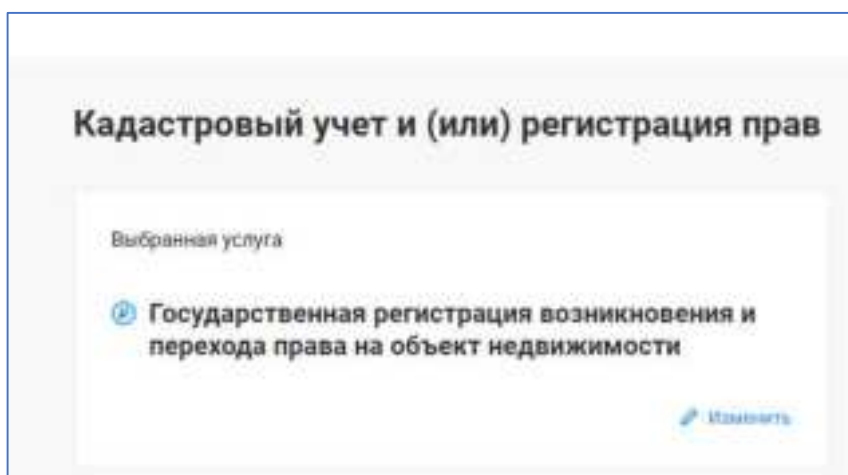 Кадастровый учет и (или) регистрация прав
Выбранная услуга
Государственная регистрация возникновения и
перехода права на объект недвижимости
Изменить